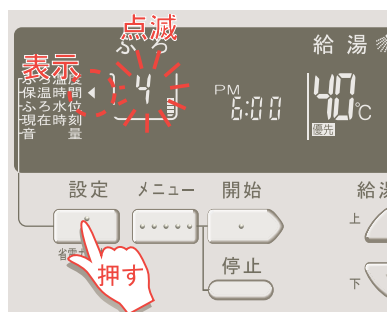 点滅
ふろ
給湯
表示
ふろ温度
保温時間
ふろ水位
現在時刻
音量
4
PM
6:00
40℃
優先
設定
メニュー
開始
給湯
上
停止
押す
下